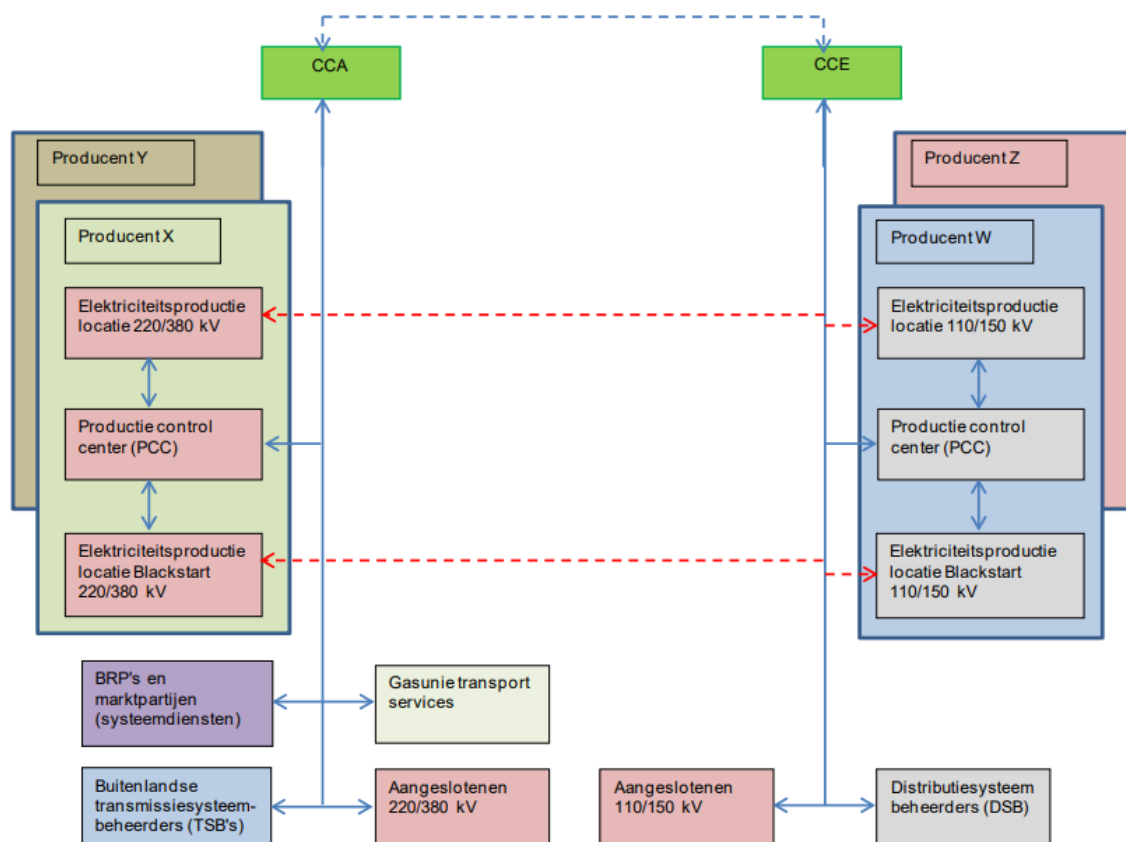 CCA
CCE
Producent Y
Producent Z
Producent X
Producent W
Elektriciteitsproductie
locatie 220/380 kV
Elektriciteitsproductie
locatie 110/150 kV
Productie control
center (PCC)
Productie control
center (PCC)
Elektriciteitsproductie
locatie Blackstart
220/380 kV
Elektriciteitsproductie
locatie Blackstart
110/150 kV
BRP's en
marktpartijen
(systeemdiensten)
Gasunie transport
services
Buitenlandse
transmissiesysteem-
beheerders (TSB's)
Aangeslotenen
220/380 kV
Aangeslotenen
110/150 kV
Distributiesysteem
beheerders (DSB)